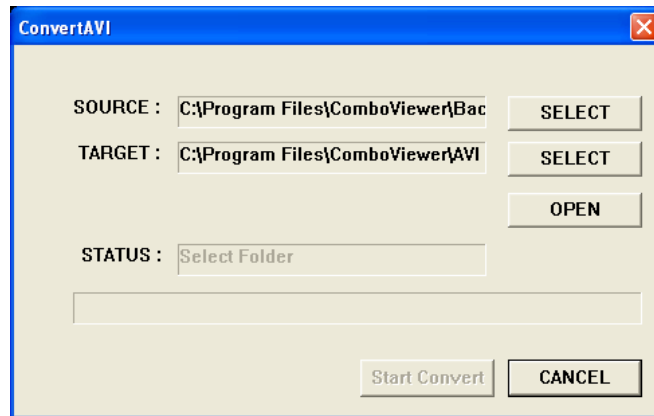 ConvertAVI
SOURCE : C:\Program Files\ComboViewer\Bac SELECT
TARGET : C:\Program Files\ComboViewer\AVI SELECT
OPEN
STATUS : Select Folder
Start Convert CANCEL